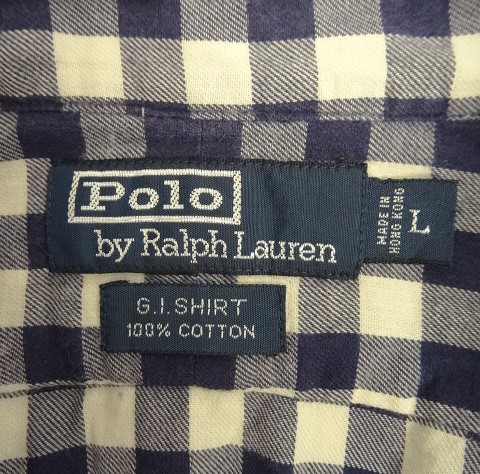 Polo
by Ralph Lauren
MADE IN
HONG KONG
L
G.I. SHIRT
100% COTTON